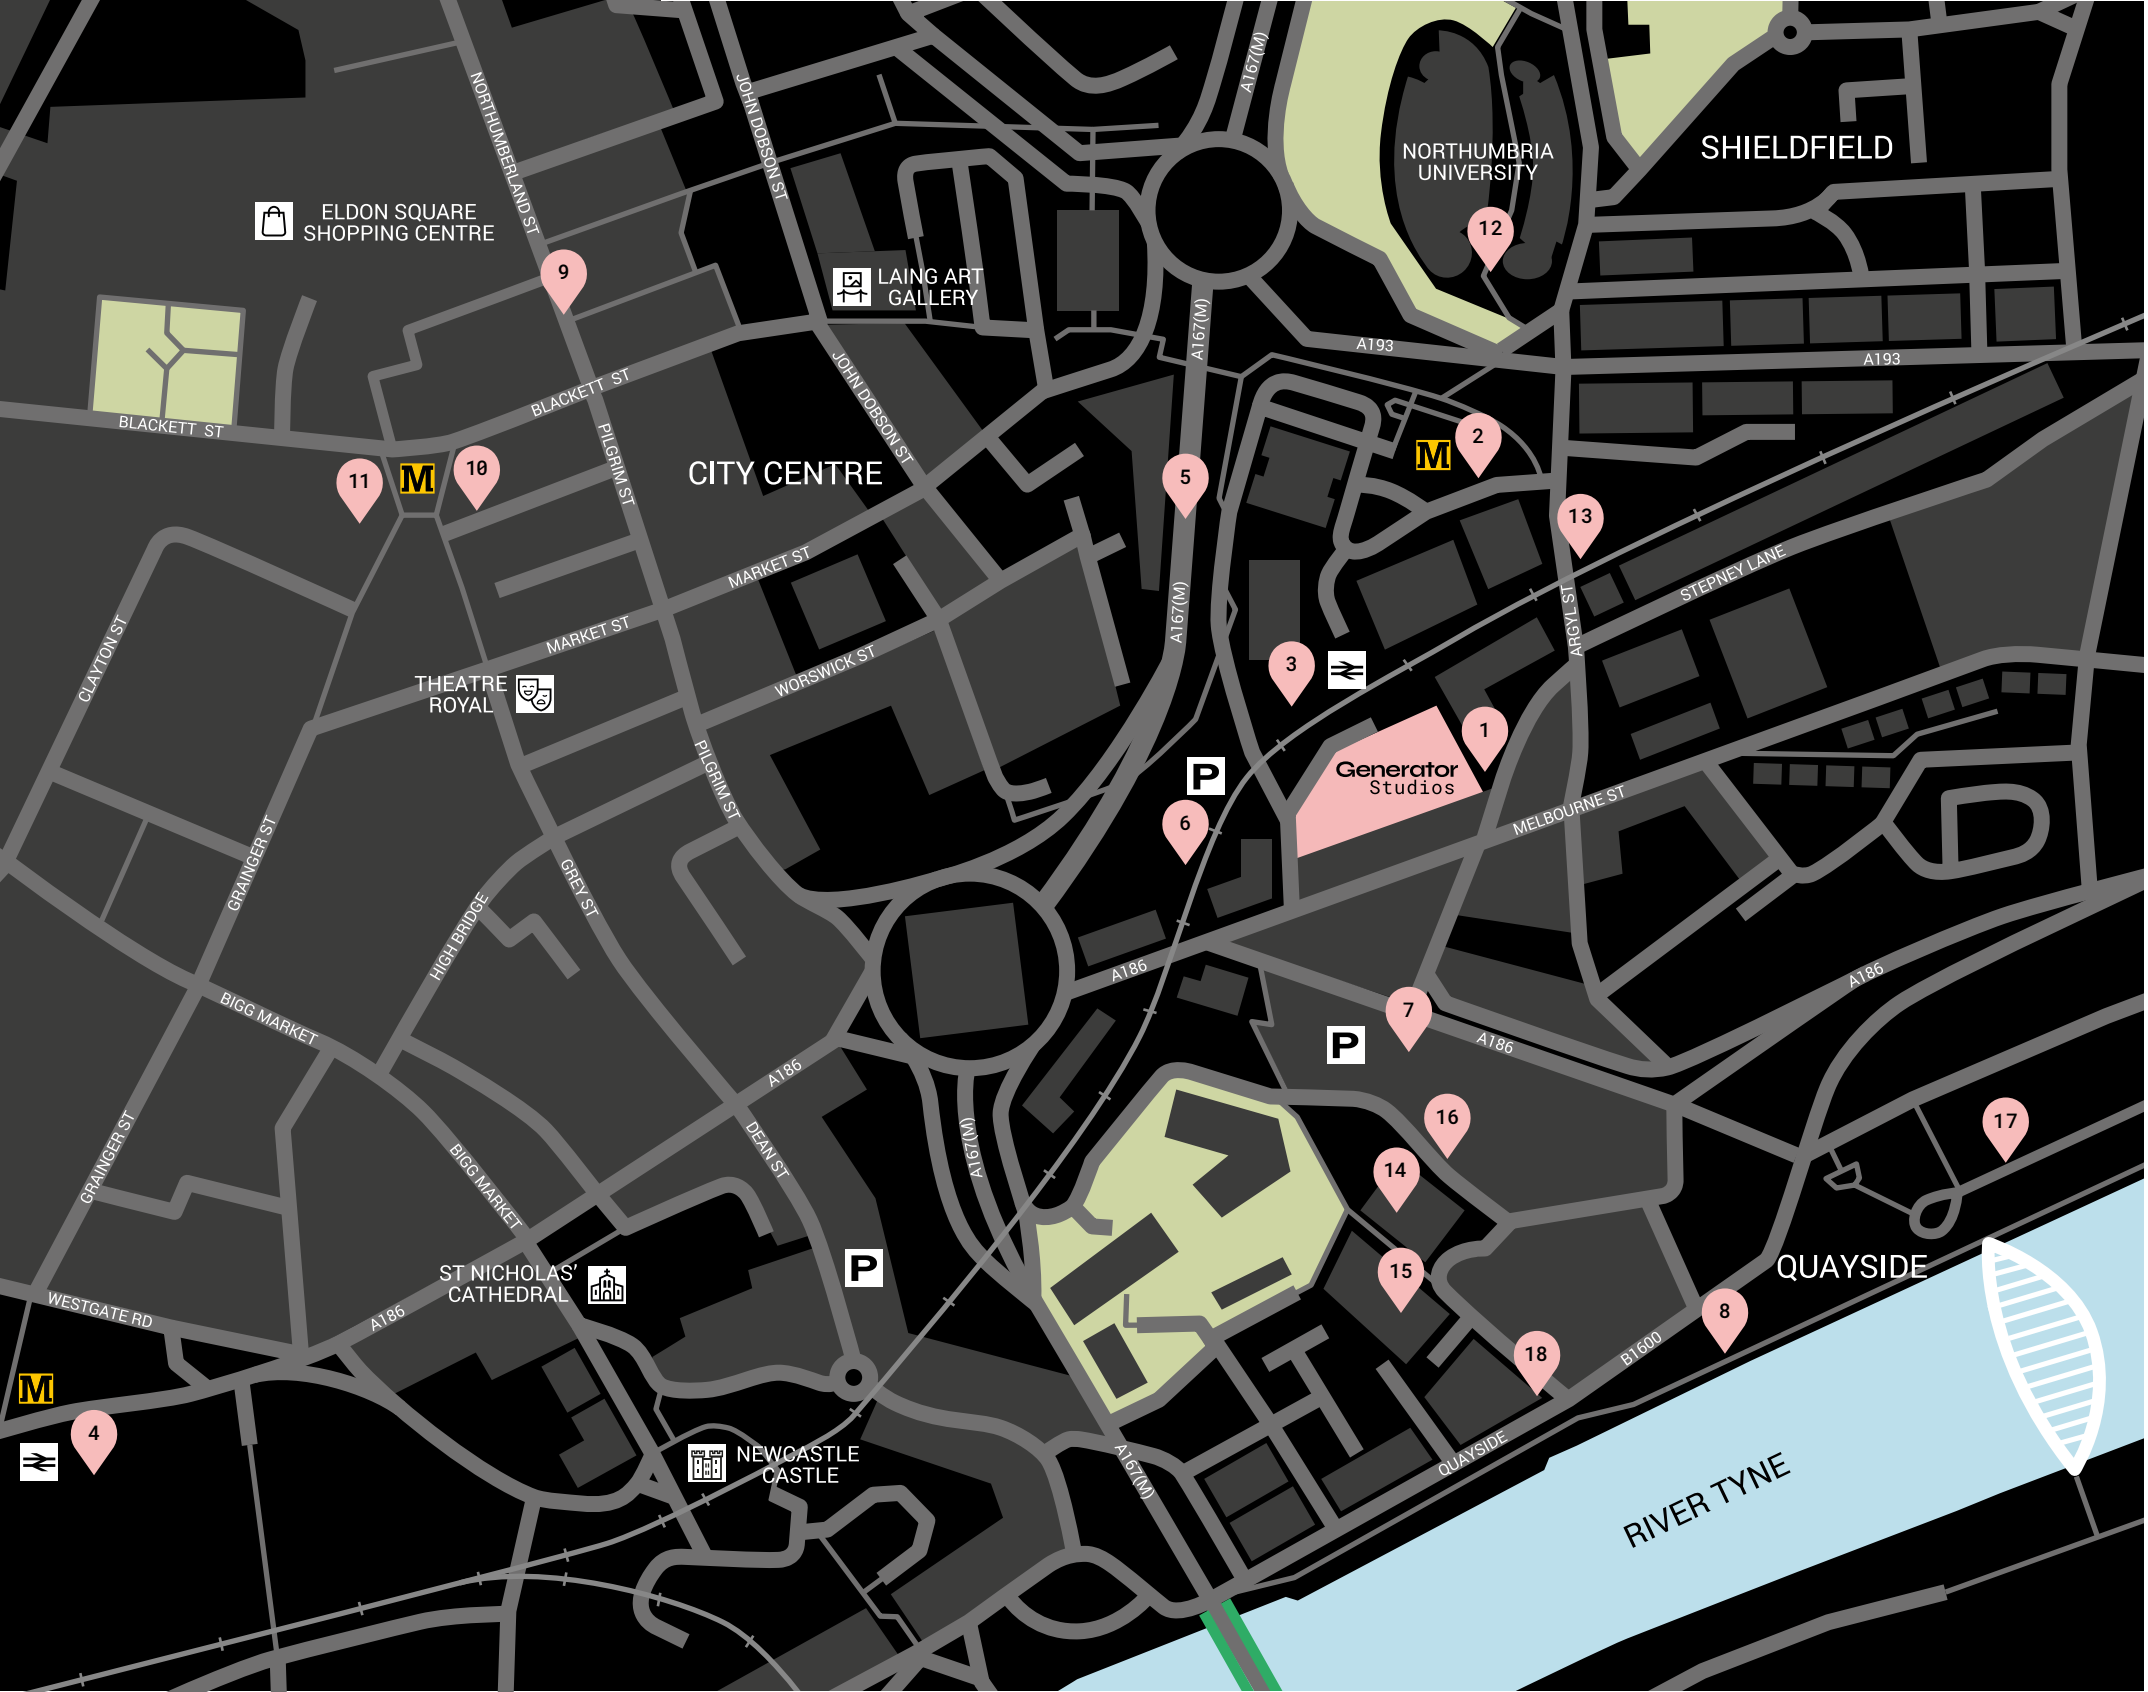 NORTHUMBERLAND ST
JOHN DOBSON ST
A167(M)
NORTHUMBRIA
UNIVERSITY
SHIELDFIELD
12
ELDON SQUARE
SHOPPING CENTRE
9
LAING ART
GALLERY
A167(M)
A193
A193
BLACKETT ST
BLACKETT ST
JOHN DOBSON ST
PILGRIM ST
CITY CENTRE
11
M
10
5
M
2
13
MARKET ST
MARKET ST
STEPNEY LANE
ARGYL ST
A167(M)
CLAYTON ST
THEATRE
ROYAL
WORSWICK ST
3
1
PILGRIM ST
P
Generator
Studios
6
MELBOURNE ST
GRAINGER ST
GREY ST
HIGH BRIDGE
A186
A186
BIGG MARKET
7
P
A186
A186
GRAINGER ST
BIGG MARKET
DEAN ST
A167(M)
16
17
14
15
ST NICHOLAS’
CATHEDRAL
P
QUAYSIDE
WESTGATE RD
A186
8
B1600
18
M
4
NEWCASTLE
CASTLE
A167(M)
QUAYSIDE
RIVER TYNE